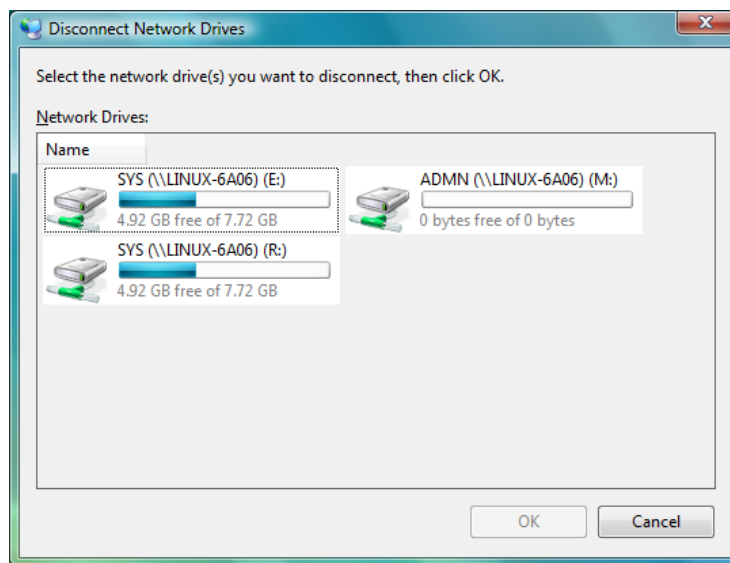 Disconnect Network Drives
X
Select the network drive(s) you want to disconnect, then click OK.
Network Drives:
Name
SYS (\\LINUX-6A06) (E:)
4.92 GB free of 7.72 GB
ADMN (\\LINUX-6A06) (M:)
0 bytes free of 0 bytes
SYS (\\LINUX-6A06) (R:)
4.92 GB free of 7.72 GB
OK
Cancel